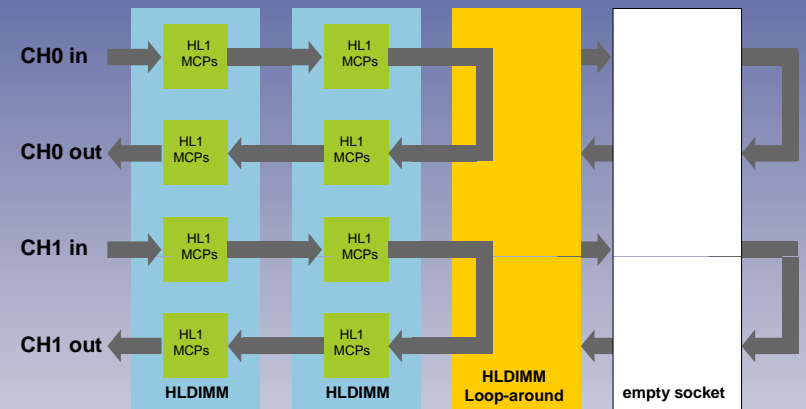 CH0 in
HL1
MCPs
HL1
MCPs
CH0 out
HL1
MCPs
HL1
MCPs
CH1 in
HL1
MCPs
HL1
MCPs
CH1 out
HL1
MCPs
HL1
MCPs
HLDIMM
HLDIMM
HLDIMM
Loop-around
empty socket